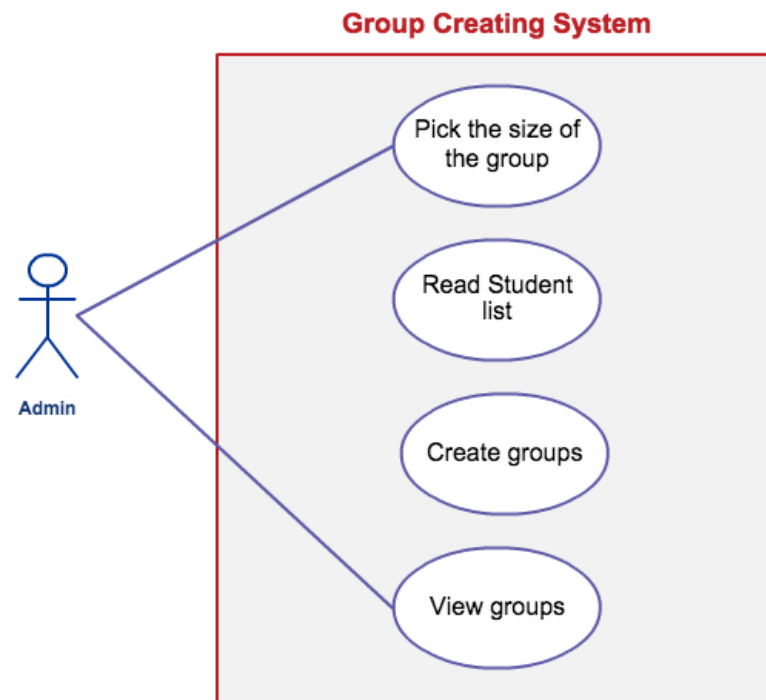 Group Creating System
Pick the size of
the group
Read Student
list
Admin
Create groups
View groups